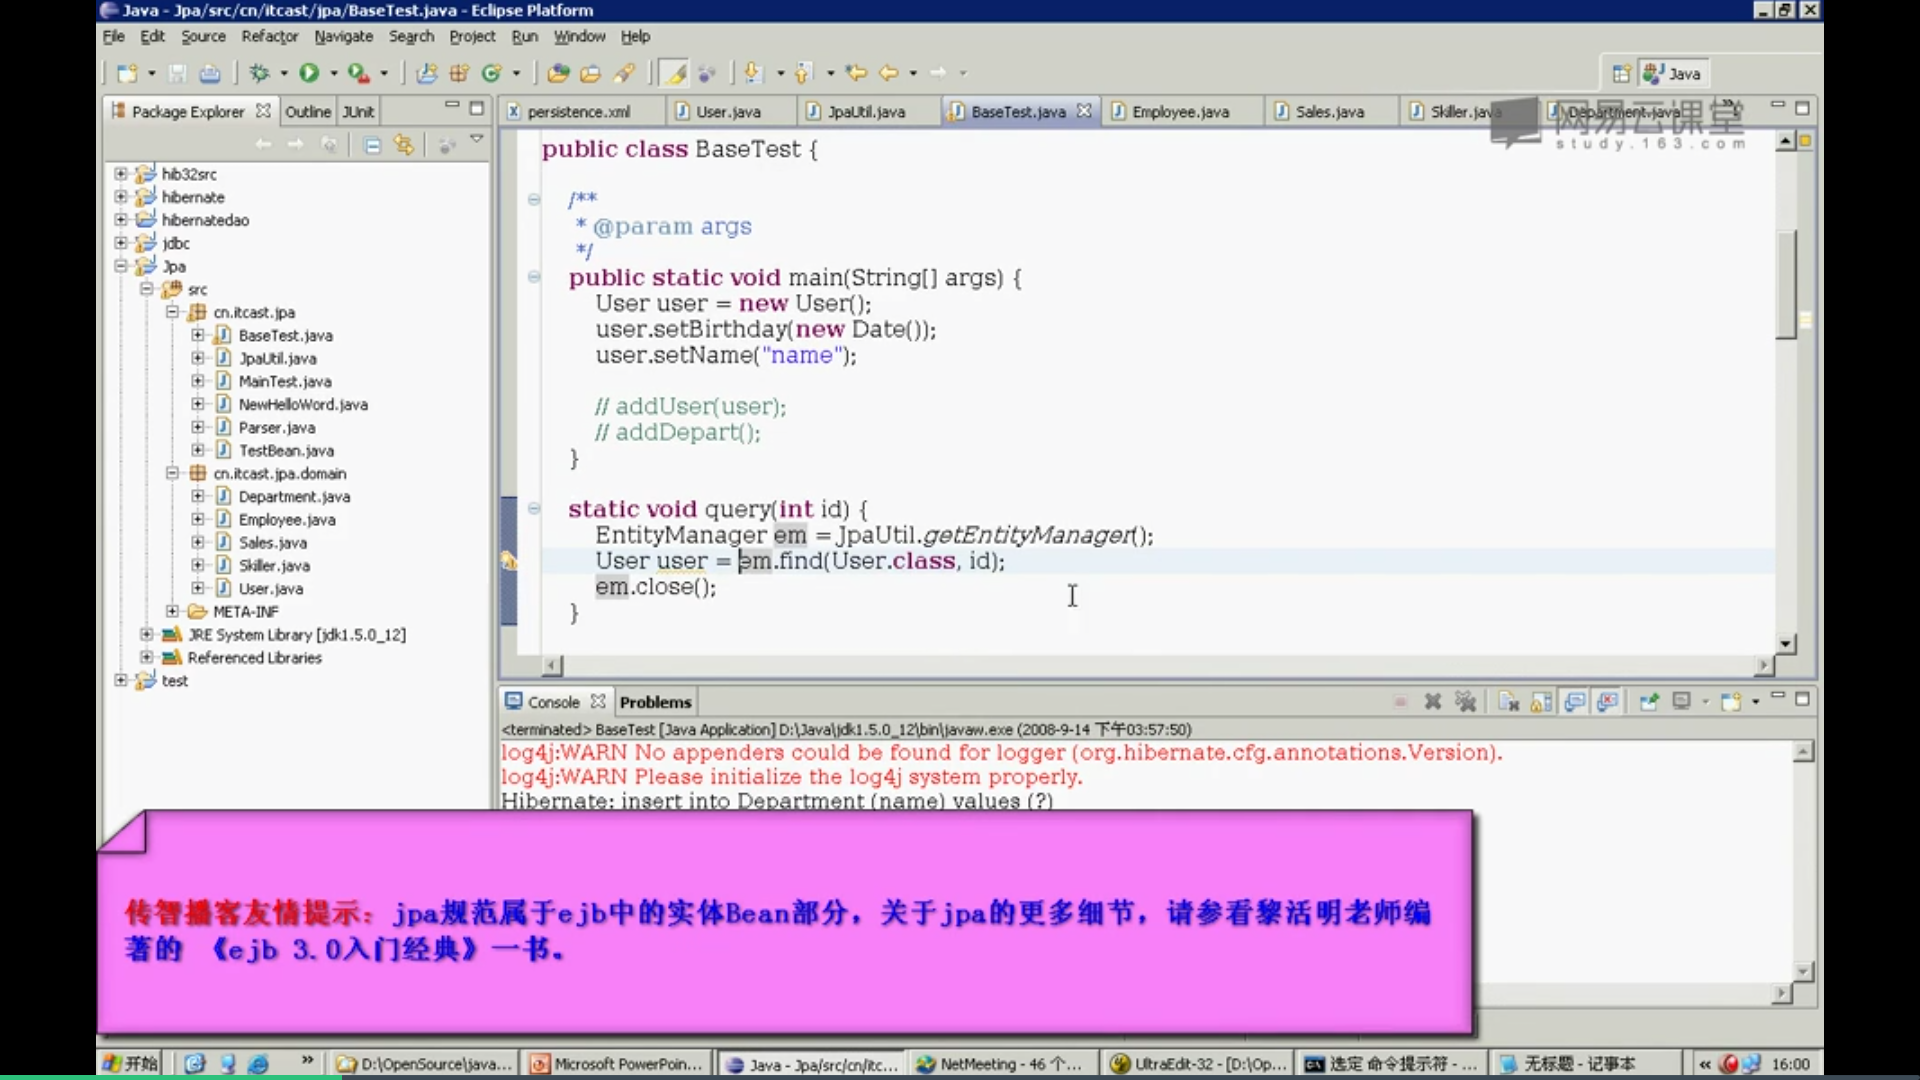 Java - Jpa/src/cn/itcast/jpa/BaseTest.java - Eclipse Platform
File Edit Source Refactor Navigate Search Project Run Window Help
Java
Package Explorer Outline JUnit
persistence.xml User.java JpaUtil.java BaseTest.java Employee.java Sales.java Skiller.java Department.java
网易云课堂
study.163.com
hib32src
hibernate
hibernatedao
jdbc
Jpa
src
cn.itcast.jpa
BaseTest.java
JpaUtil.java
MainTest.java
NewHelloWord.java
Parser.java
TestBean.java
cn.itcast.jpa.domain
Department.java
Employee.java
Sales.java
Skiller.java
User.java
META-INF
JRE System Library [jdk1.5.0_12]
Referenced Libraries
test
public class BaseTest {
/**
* @param args
*/
public static void main(String[] args) {
User user = new User();
user.setBirthday(new Date());
user.setName("name");
// addUser(user);
// addDepart();
}
static void query(int id) {
EntityManager em = JpaUtil.getEntityManager();
User user = em.find(User.class, id);
em.close();
}
Console Problems
<terminated> BaseTest [Java Application] D:\Java\jdk1.5.0_12\bin\javaw.exe (2008-9-14 下午03:57:50)
log4j:WARN No appenders could be found for logger (org.hibernate.cfg.annotations.Version).
log4j:WARN Please initialize the log4j system properly.
Hibernate: insert into Department (name) values (?)
传智播客友情提示：jpa规范属于ejb中的实体Bean部分，关于jpa的更多细节，请参看黎活明老师编
著的 《ejb 3.0入门经典》一书。
开始 D:\OpenSource\java... Microsoft PowerPoin... Java - Jpa/src/cn/itc... NetMeeting - 46 个... UltraEdit-32 - [D:\Op... 选定 命令提示符 - ... 无标题 - 记事本 16:00